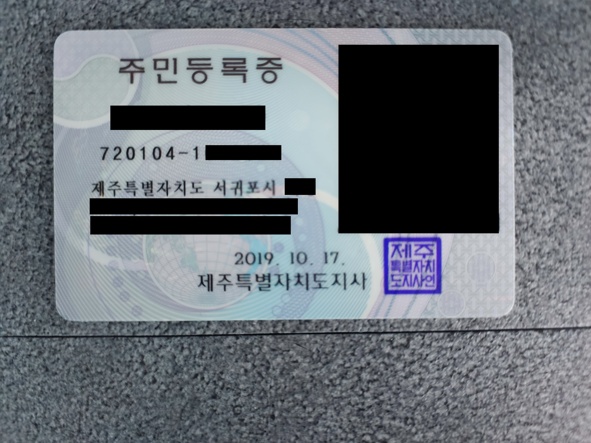 주민등록증
720104-1
제주특별자치도 서귀포시
2019. 10. 17.
제주특별자치도지사
제주
특별자치
도지사인